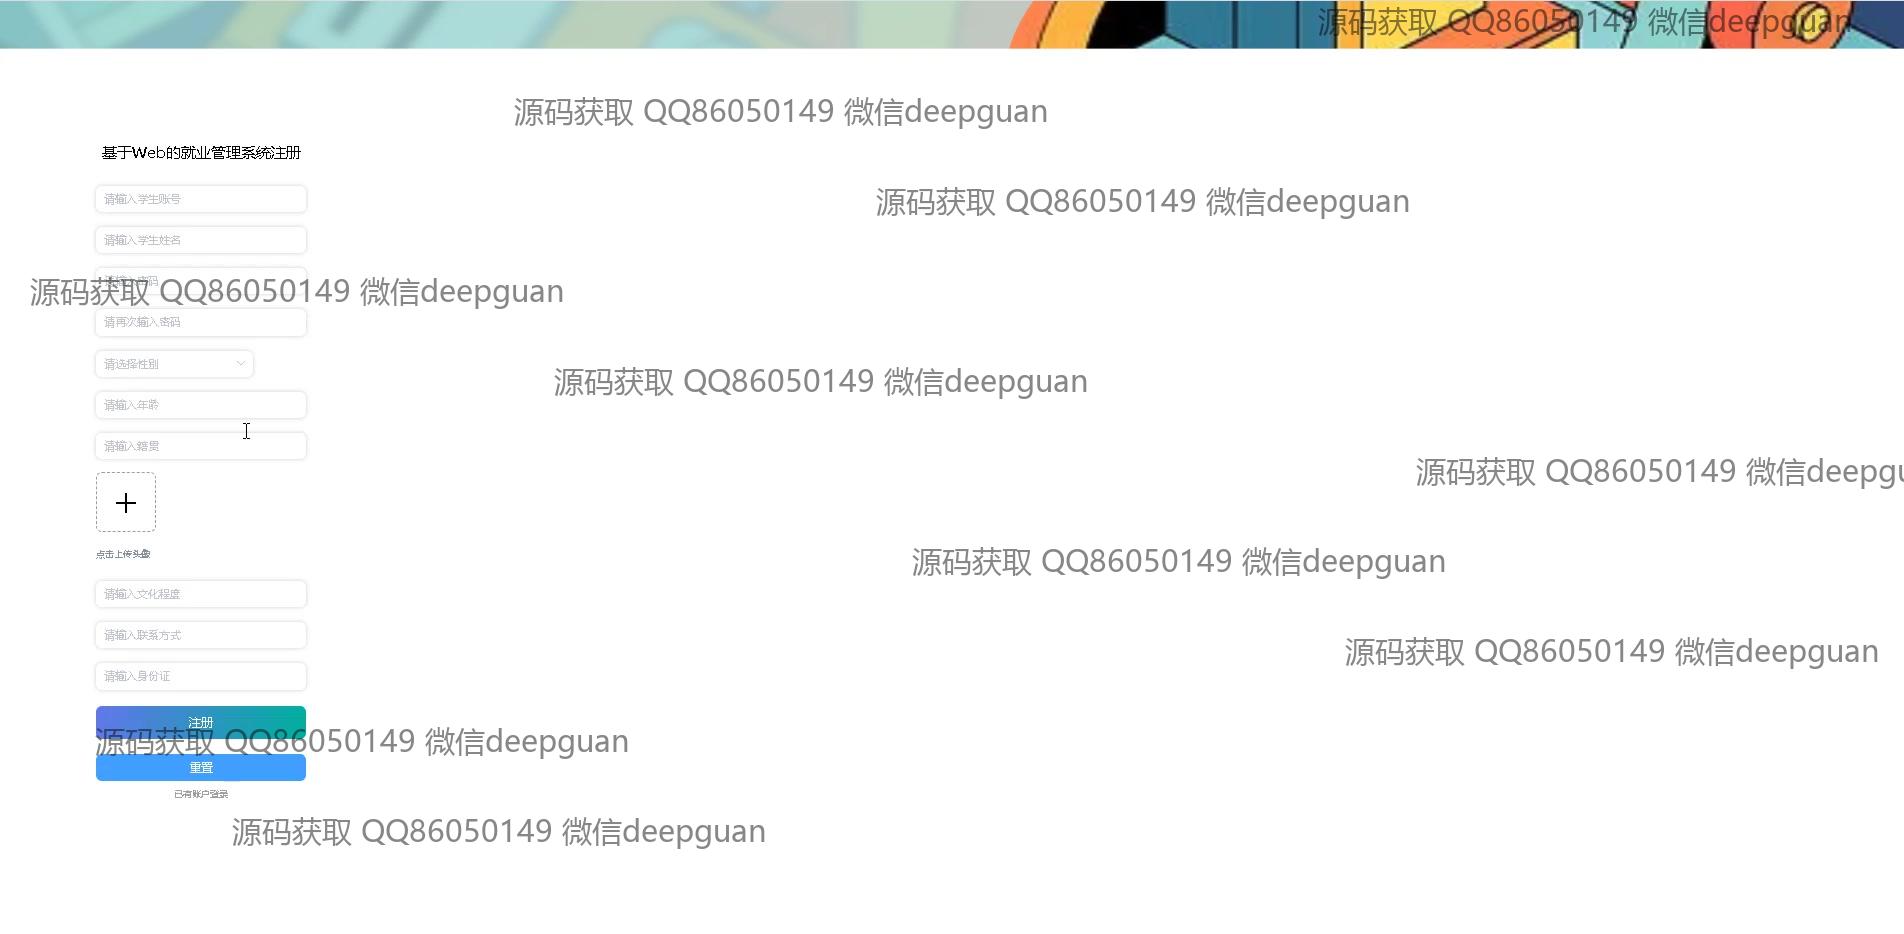 源码获取 QQ86050149 微信deepguan
源码获取 QQ86050149 微信deepguan
基于Web的就业管理系统注册
请输入学生账号
源码获取 QQ86050149 微信deepguan
请输入学生姓名
请输入密码
源码获取 QQ86050149 微信deepguan
请再次输入密码
请选择性别
源码获取 QQ86050149 微信deepguan
请输入年龄
请输入籍贯
源码获取 QQ86050149 微信deepgu
点击上传头像
源码获取 QQ86050149 微信deepguan
请输入文化程度
请输入联系方式
源码获取 QQ86050149 微信deepguan
请输入身份证
注册
源码获取 QQ86050149 微信deepguan
重置
已有账户登录
源码获取 QQ86050149 微信deepguan